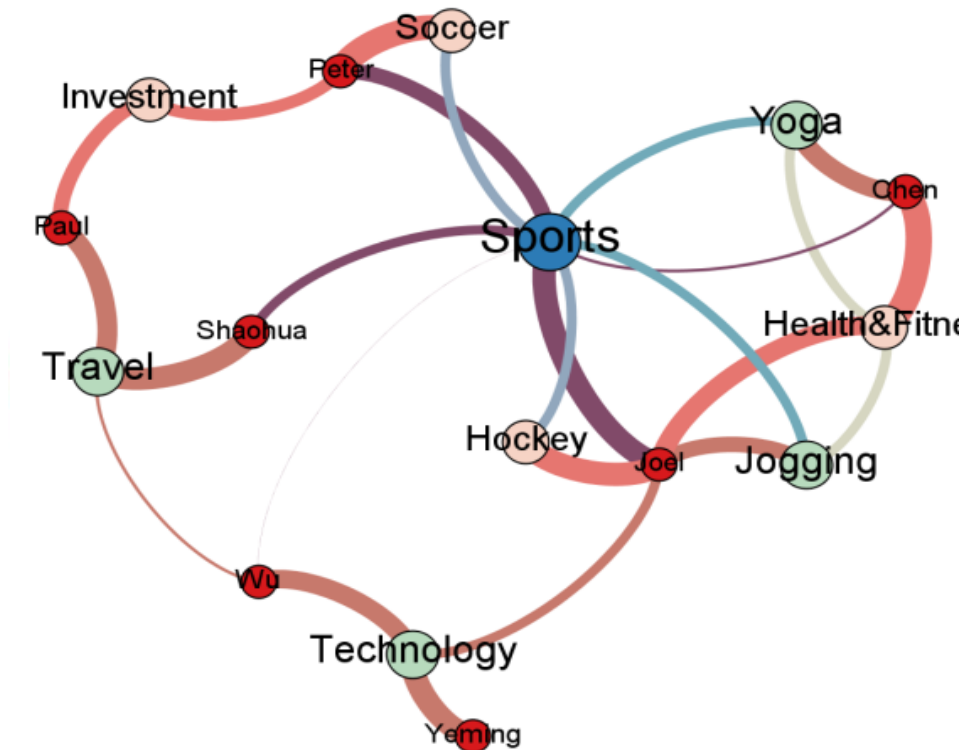 Soccer
Peter
Investment
Yoga
Chen
Paul
Sports
Shaohua
Health&Fitne
Travel
Hockey
Joel
Jogging
Wu
Technology
Yeming